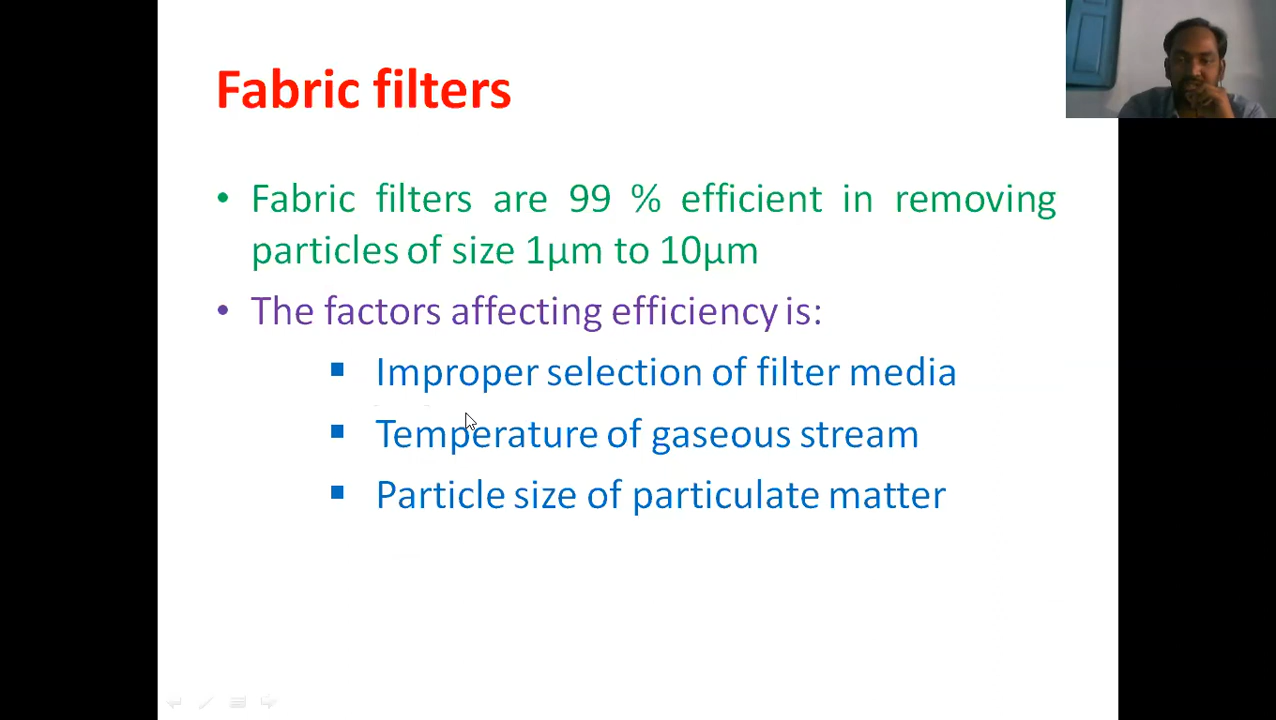 Fabric filters
• Fabric filters are 99 % efficient in removing
particles of size 1µm to 10µm
• The factors affecting efficiency is:
▪ Improper selection of filter media
▪ Temperature of gaseous stream
▪ Particle size of particulate matter